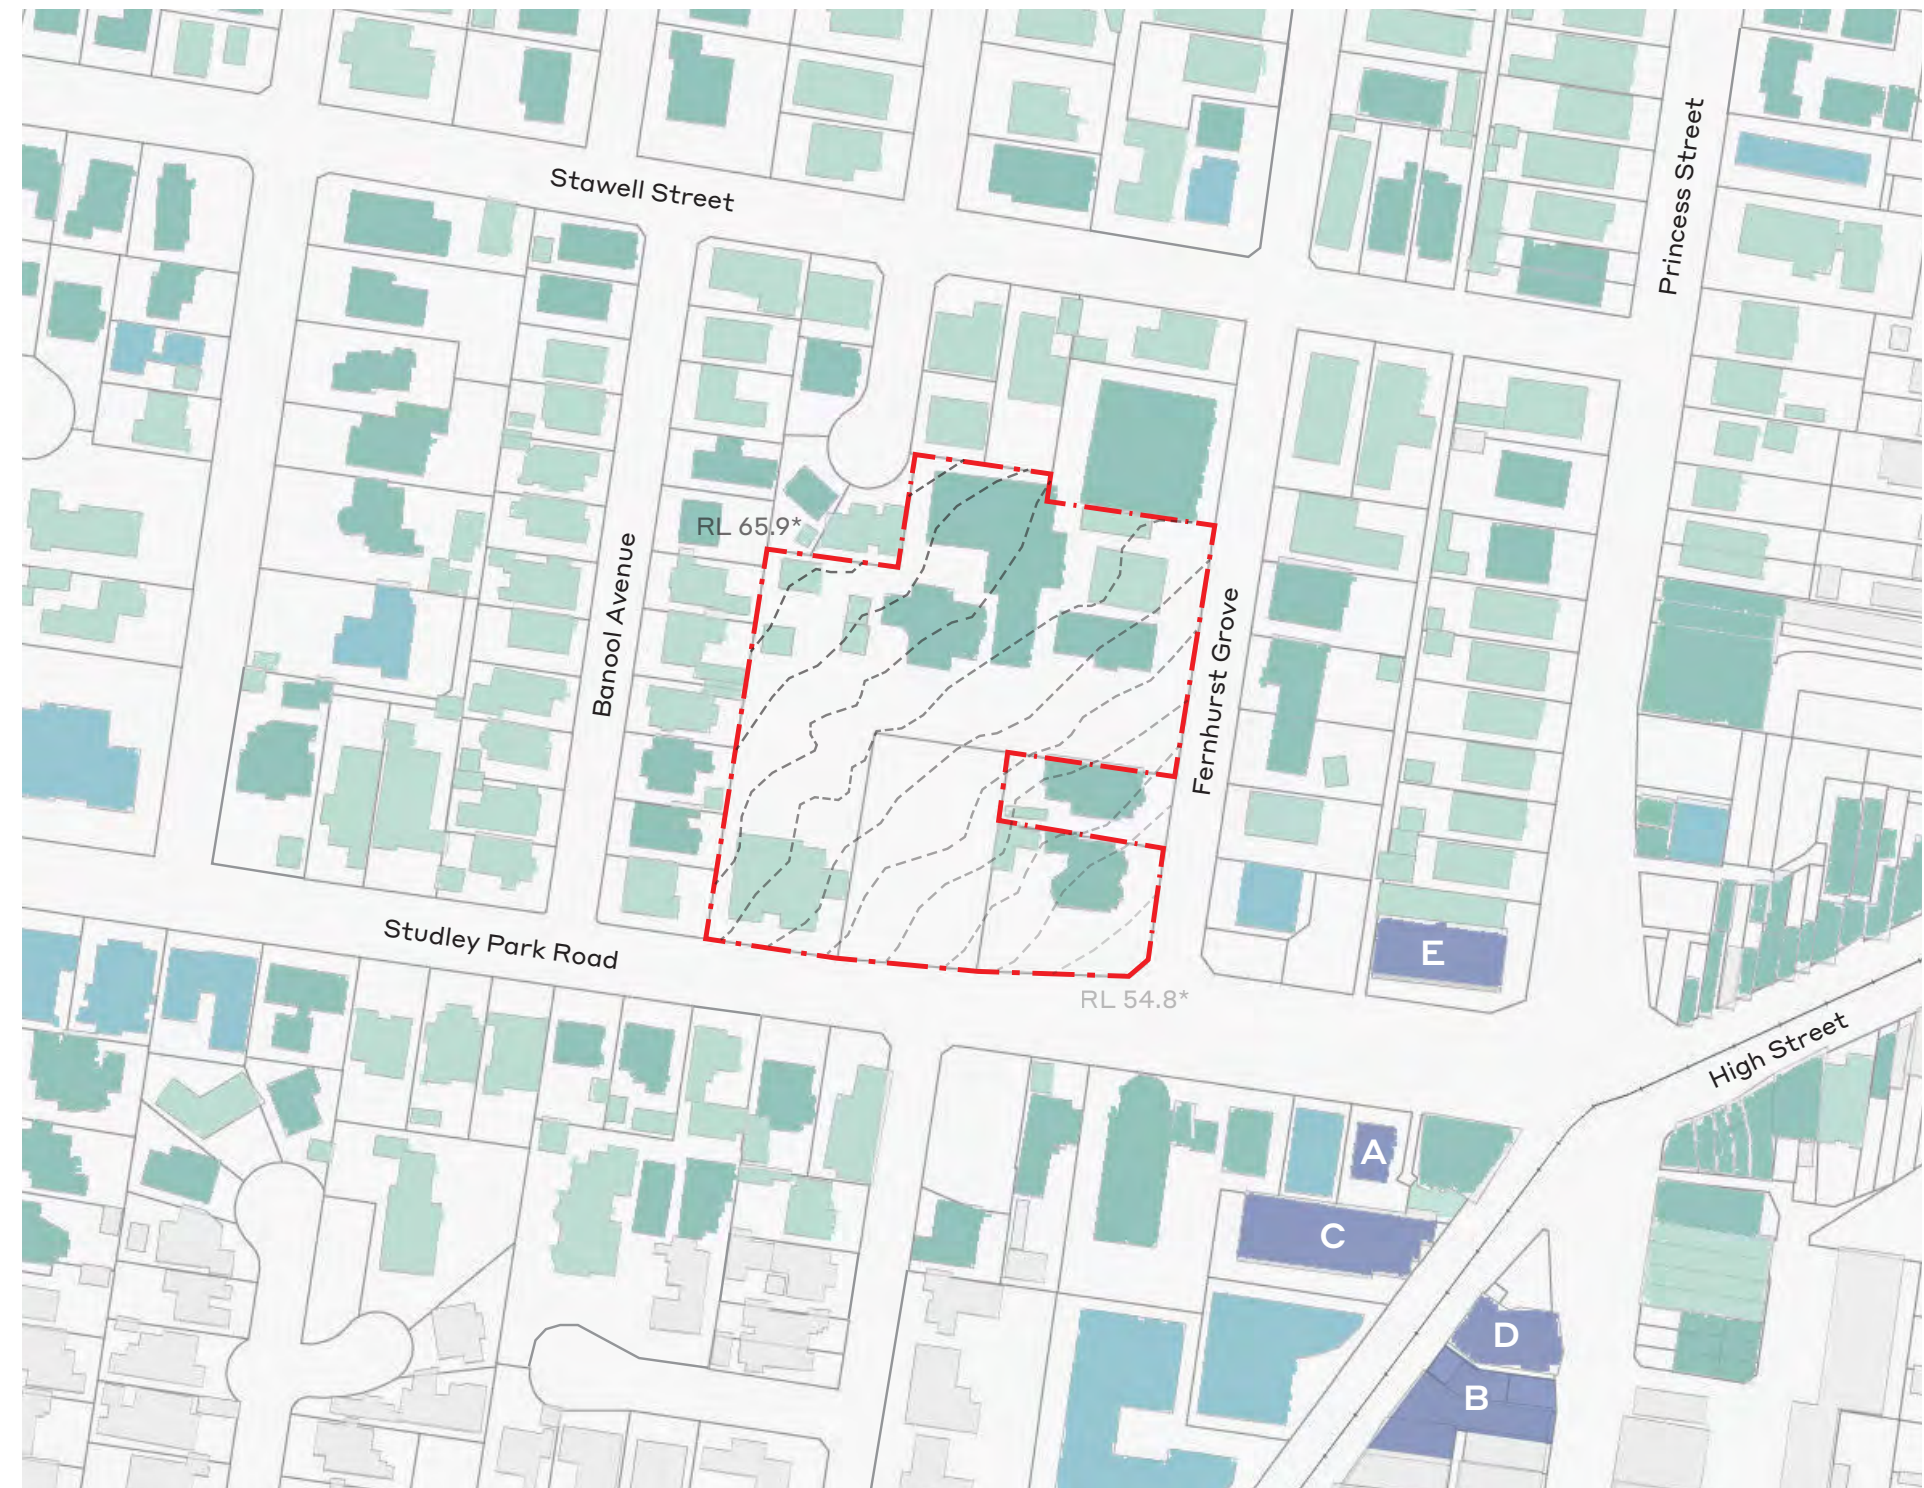 Stawell Street
Princess Street
RL 65.9*
Banool Avenue
Fernhurst Grove
Studley Park Road
E
RL 54.8*
High Street
A
C
D
B